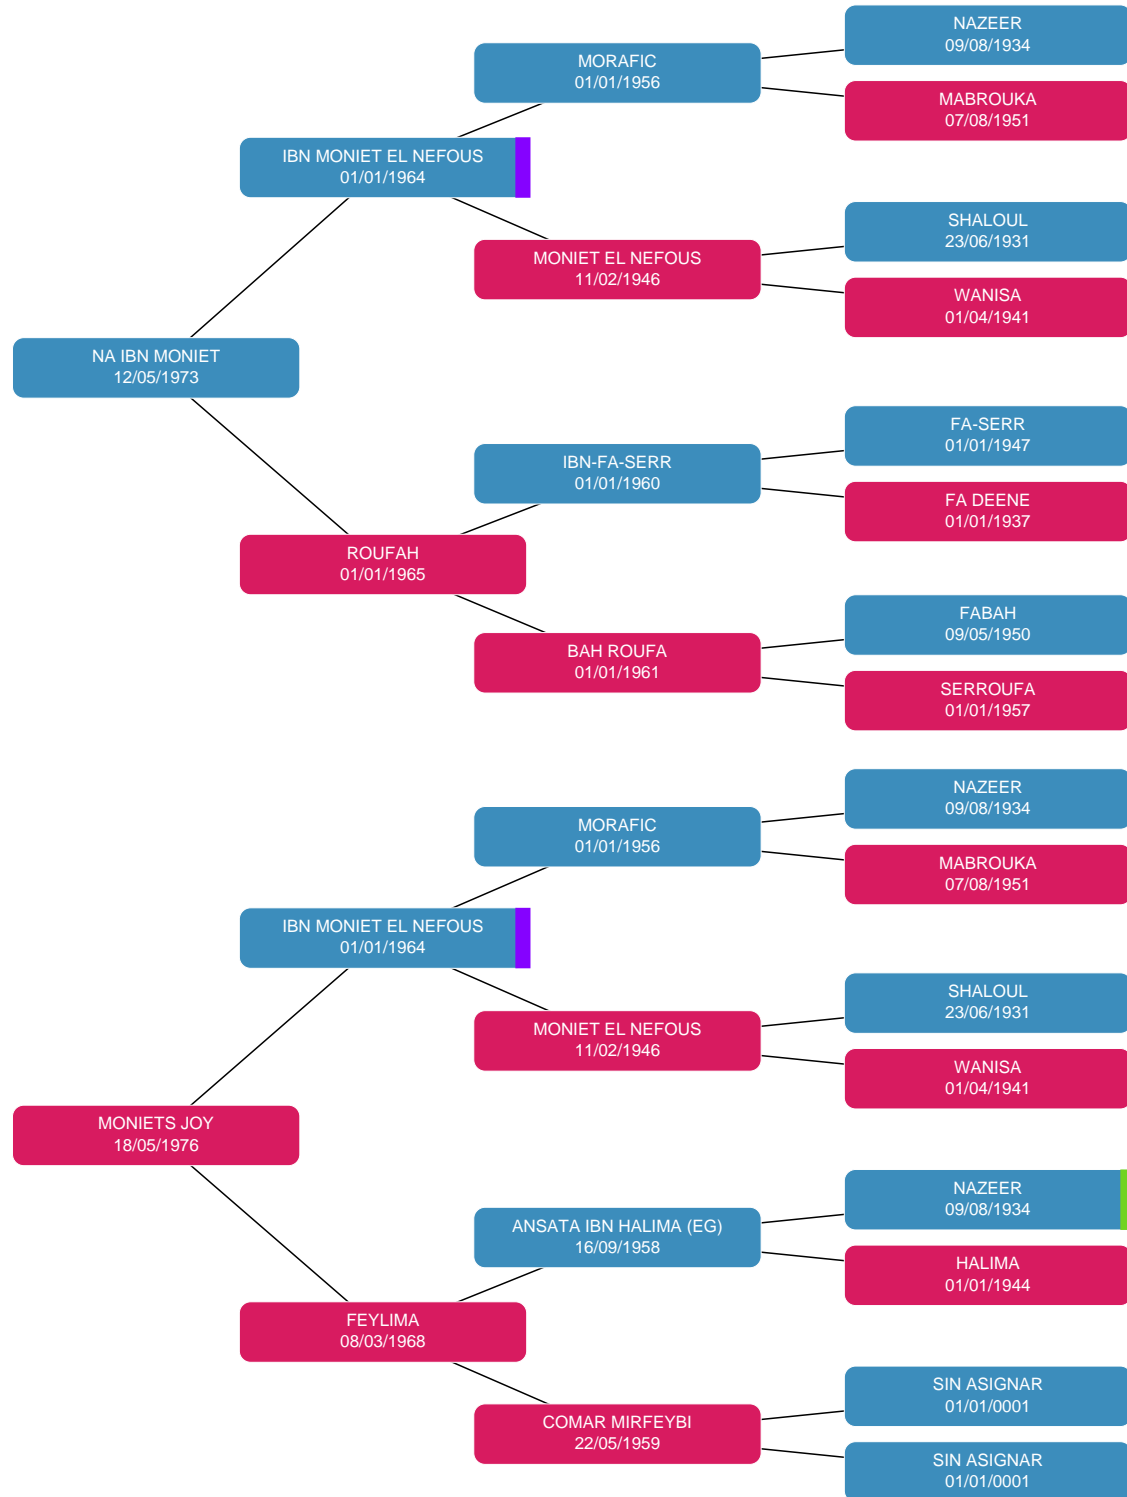 NAZEER
09/08/1934
MORAFIC
01/01/1956
MABROUKA
07/08/1951
IBN MONIET EL NEFOUS
01/01/1964
SHALOUL
23/06/1931
MONIET EL NEFOUS
11/02/1946
WANISA
01/04/1941
NA IBN MONIET
12/05/1973
FA-SERR
01/01/1947
IBN-FA-SERR
01/01/1960
FA DEENE
01/01/1937
ROUFAH
01/01/1965
FABAH
09/05/1950
BAH ROUFA
01/01/1961
SERROUFA
01/01/1957
NAZEER
09/08/1934
MORAFIC
01/01/1956
MABROUKA
07/08/1951
IBN MONIET EL NEFOUS
01/01/1964
SHALOUL
23/06/1931
MONIET EL NEFOUS
11/02/1946
WANISA
01/04/1941
MONIETS JOY
18/05/1976
NAZEER
09/08/1934
ANSATA IBN HALIMA (EG)
16/09/1958
HALIMA
01/01/1944
FEYLIMA
08/03/1968
SIN ASIGNAR
01/01/0001
COMAR MIRFEYBI
22/05/1959
SIN ASIGNAR
01/01/0001